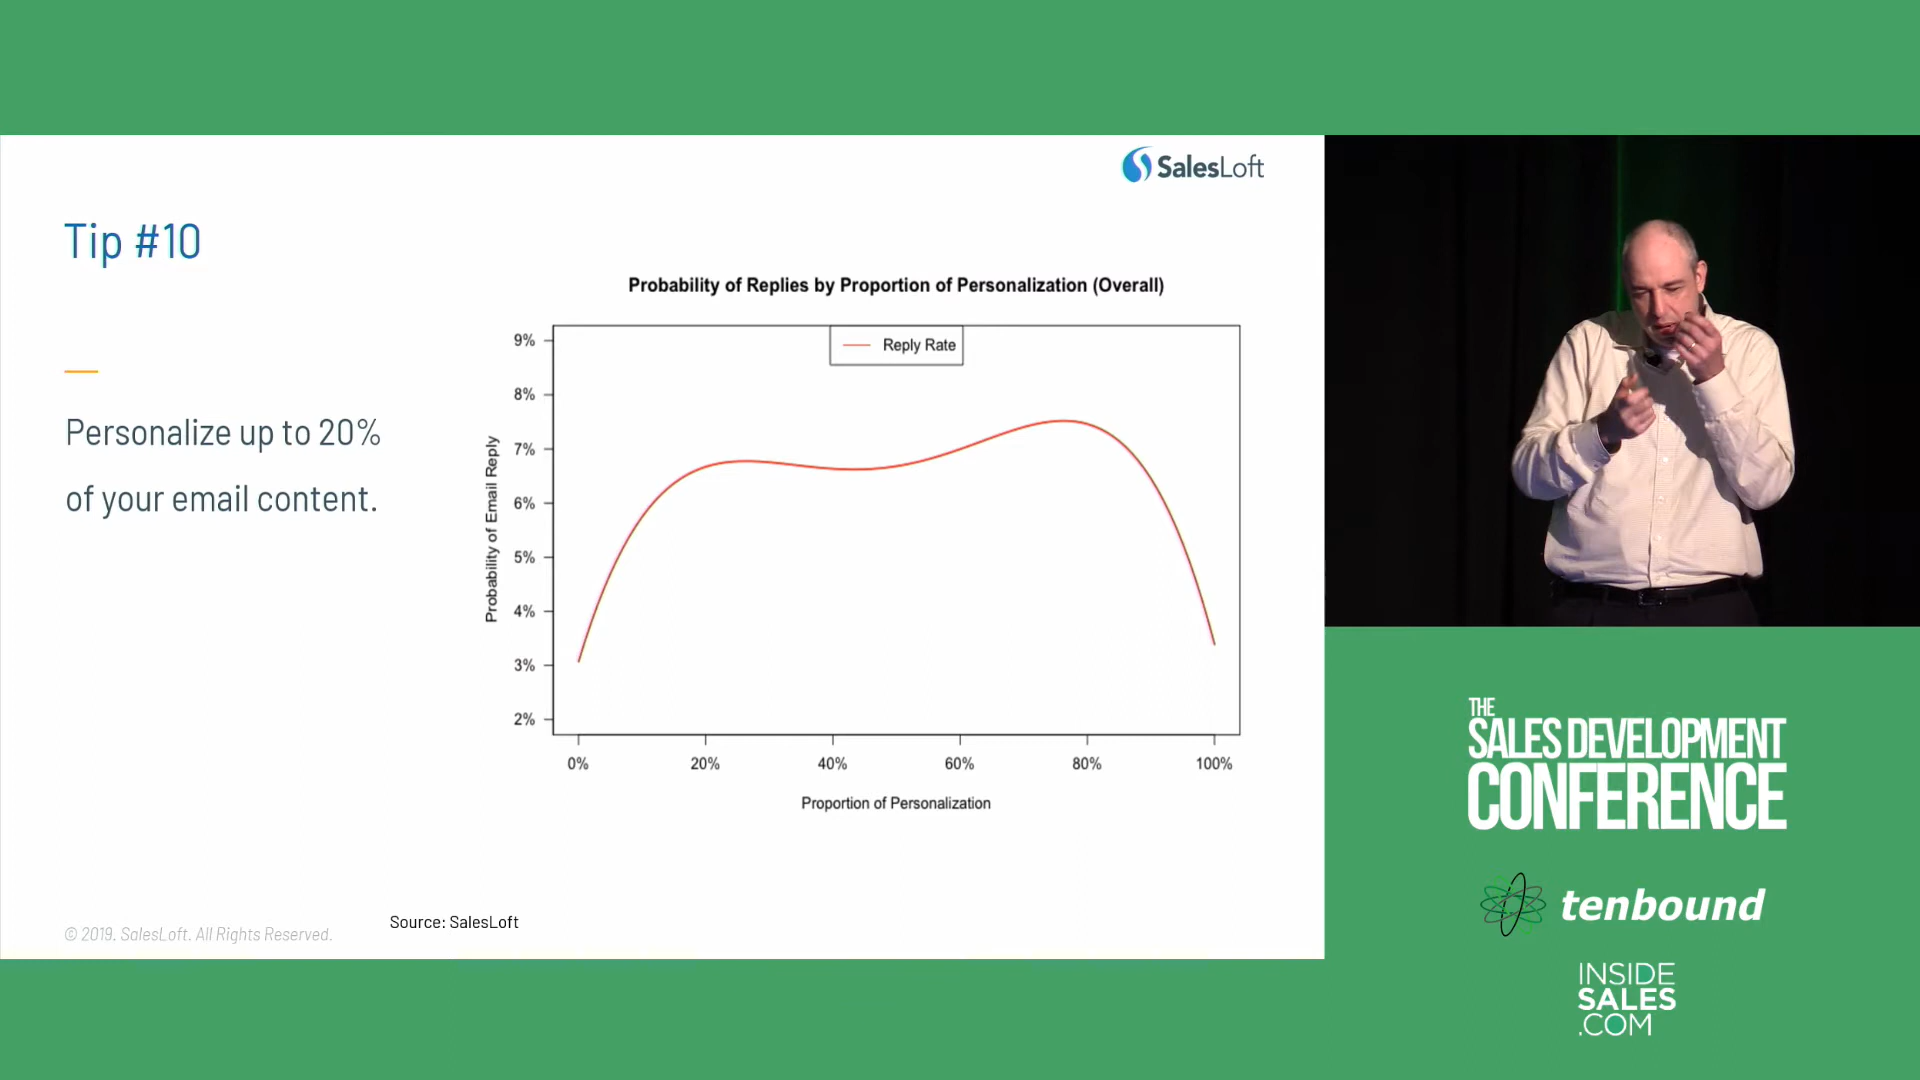 SalesLoft
Tip #10
Personalize up to 20%
of your email content.
Probability of Replies by Proportion of Personalization (Overall)
Reply Rate
9%
8%
7%
6%
5%
4%
3%
2%
Probability of Email Reply
0% 20% 40% 60% 80% 100%
Proportion of Personalization
Source: SalesLoft
© 2019. SalesLoft. All Rights Reserved.
THE
SALES DEVELOPMENT
CONFERENCE
tenbound
INSIDE
SALES
.COM